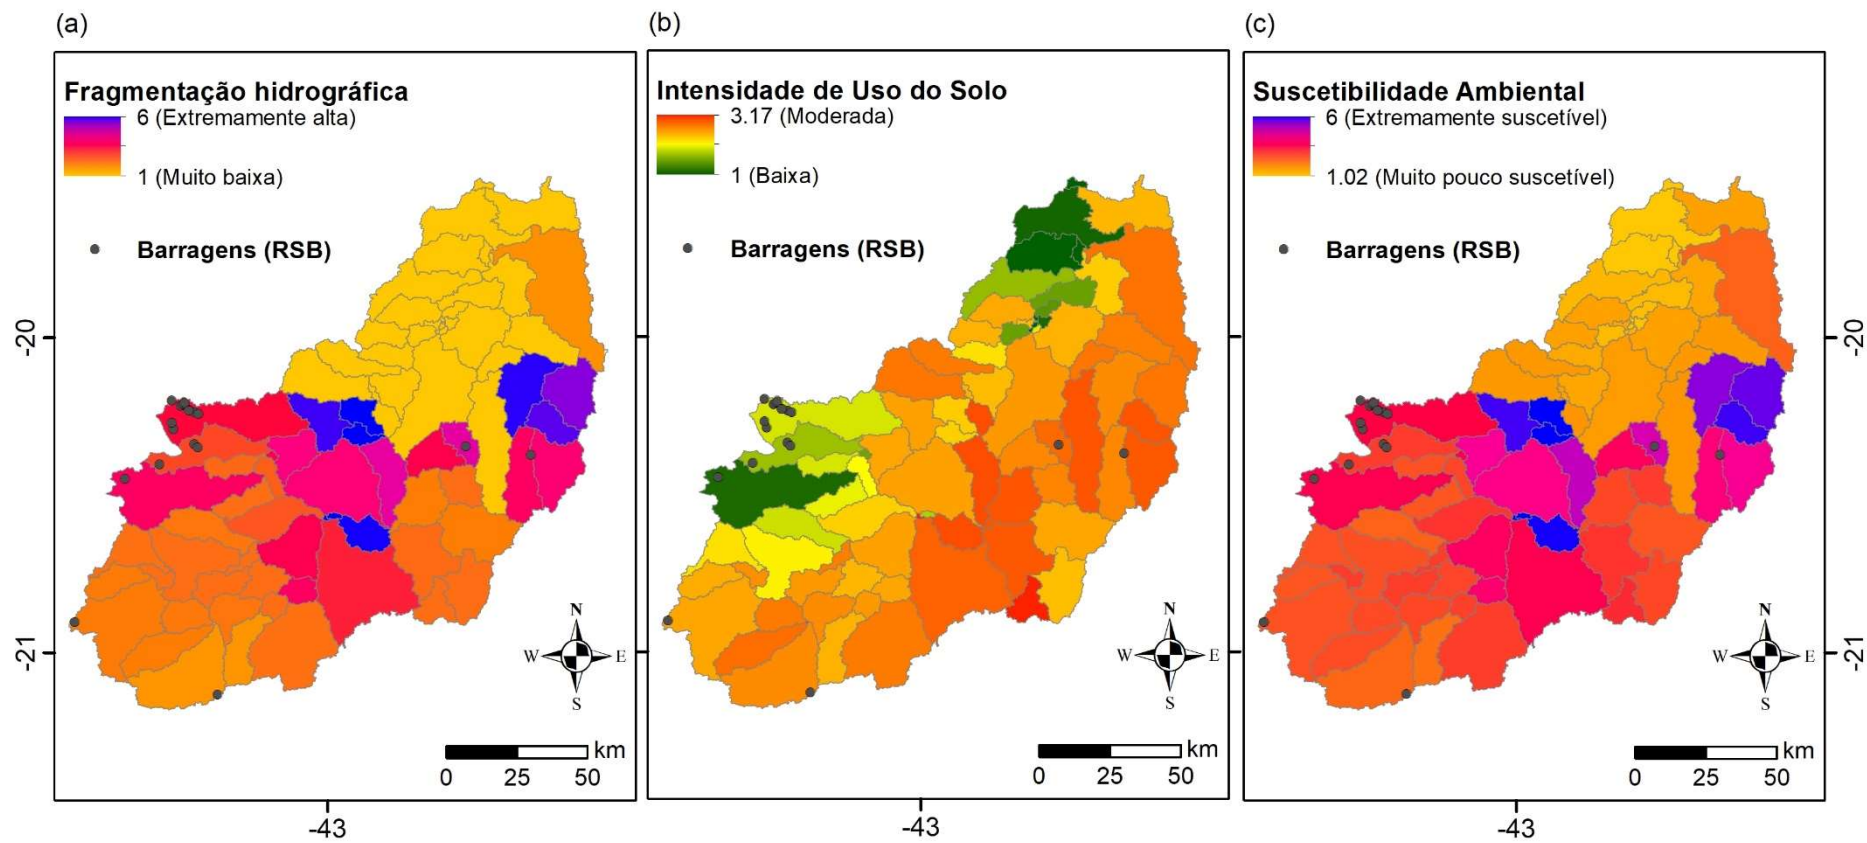 (a)
Fragmentação hidrográfica
6 (Extremamente alta)
1 (Muito baixa)
Barragens (RSB)
-20
-21
N
W E
S
km
0 25 50
-43
(b)
Intensidade de Uso do Solo
3.17 (Moderada)
1 (Baixa)
Barragens (RSB)
N
W E
S
km
0 25 50
-43
(c)
Suscetibilidade Ambiental
6 (Extremamente suscetível)
1.02 (Muito pouco suscetível)
Barragens (RSB)
-20
-21
N
W E
S
km
0 25 50
-43